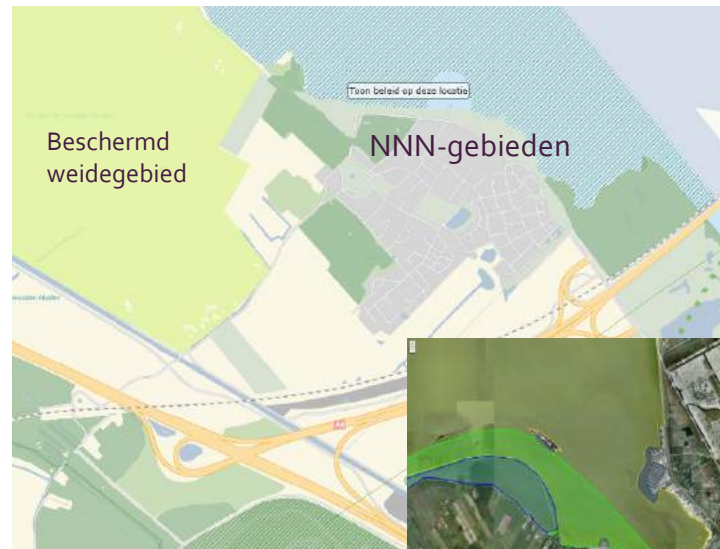 Toon beleid op deze locatie
Beschermd
weidegebied
NNN-gebieden
A6